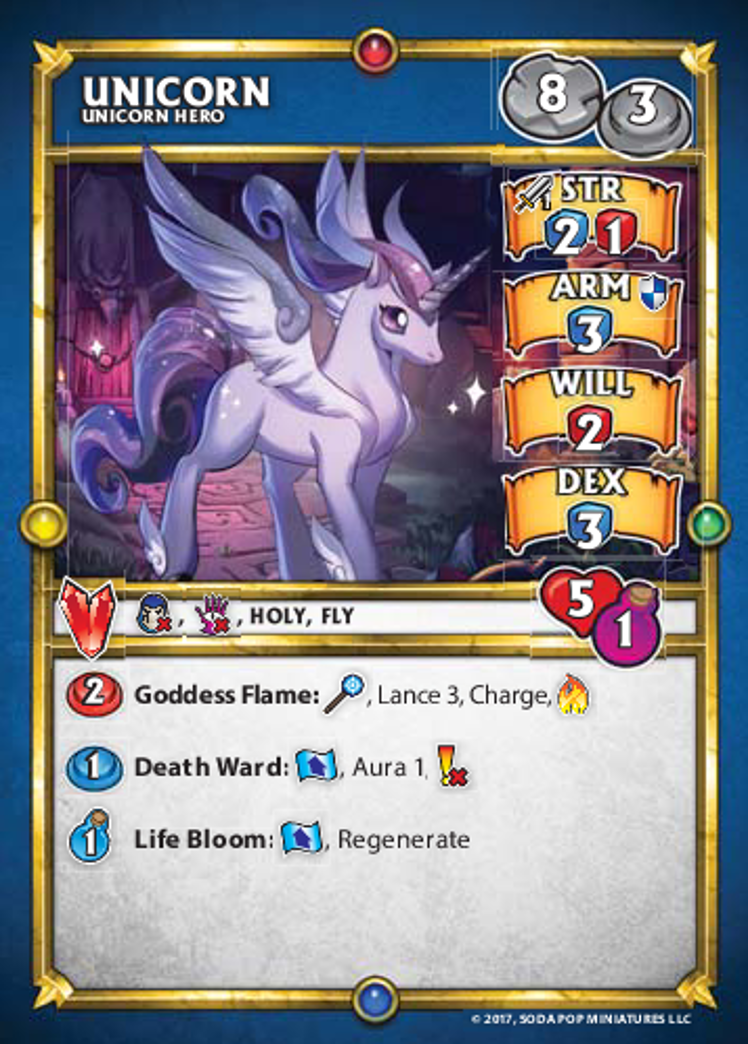 UNICORN
UNICORN HERO
8 3
STR
2 1
ARM
3
WILL
2
DEX
3
, , HOLY, FLY
5 1
2 Goddess Flame: , Lance 3, Charge,
1 Death Ward: , Aura 1,
1 Life Bloom: , Regenerate
© 2017, SODA POP MINIATURES LLC